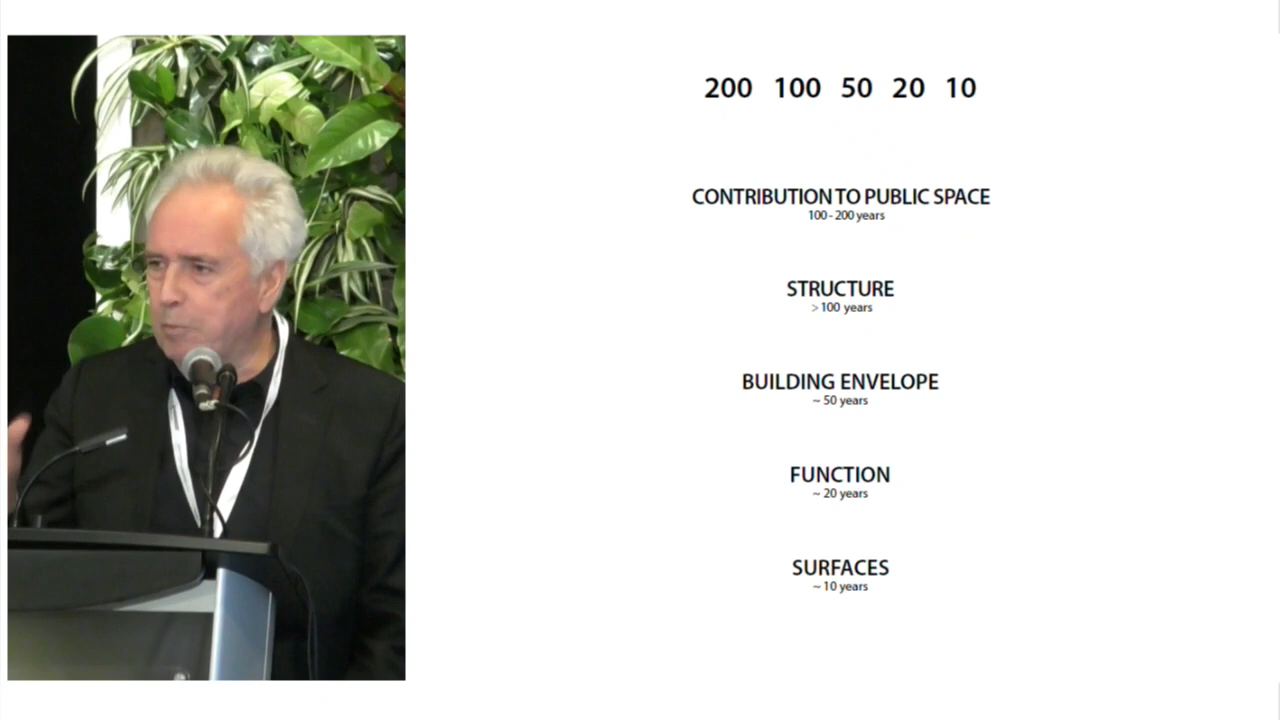 200 100 50 20 10
CONTRIBUTION TO PUBLIC SPACE
100 - 200 years
STRUCTURE
> 100 years
BUILDING ENVELOPE
~ 50 years
FUNCTION
~ 20 years
SURFACES
~ 10 years